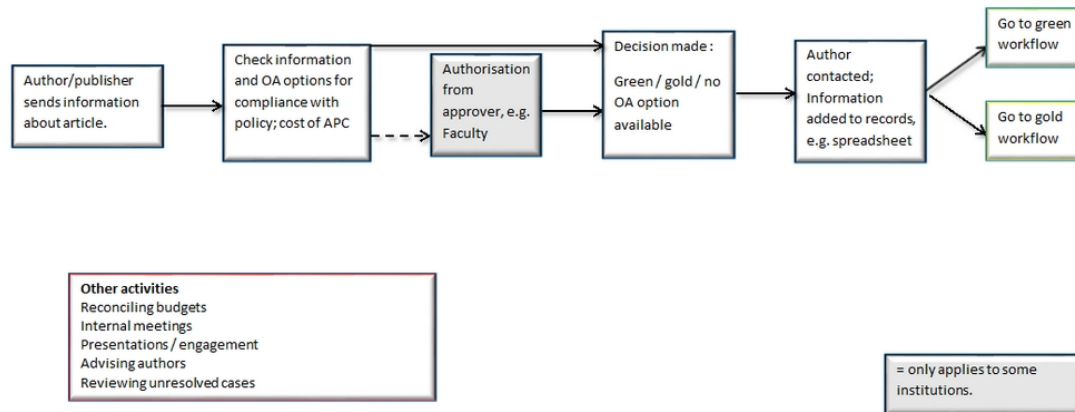 Author/publisher
sends information
about article.
Check information
and OA options for
compliance with
policy; cost of APC
Authorisation
from
approver, e.g.
Faculty
Decision made :
Green / gold / no
OA option
available
Author
contacted;
Information
added to records,
e.g. spreadsheet
Go to green
workflow
Go to gold
workflow
Other activities
Reconciling budgets
Internal meetings
Presentations / engagement
Advising authors
Reviewing unresolved cases
= only applies to some
institutions.